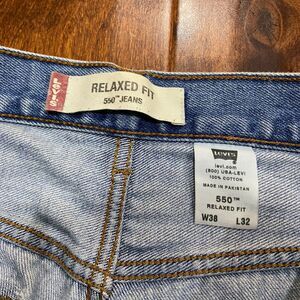 LEVI'S
RELAXED FIT
550™ JEANS
Levi's
levi.com
(800) USA-LEVI
100% COTTON
MADE IN PAKISTAN
550™
RELAXED FIT
W38 L32